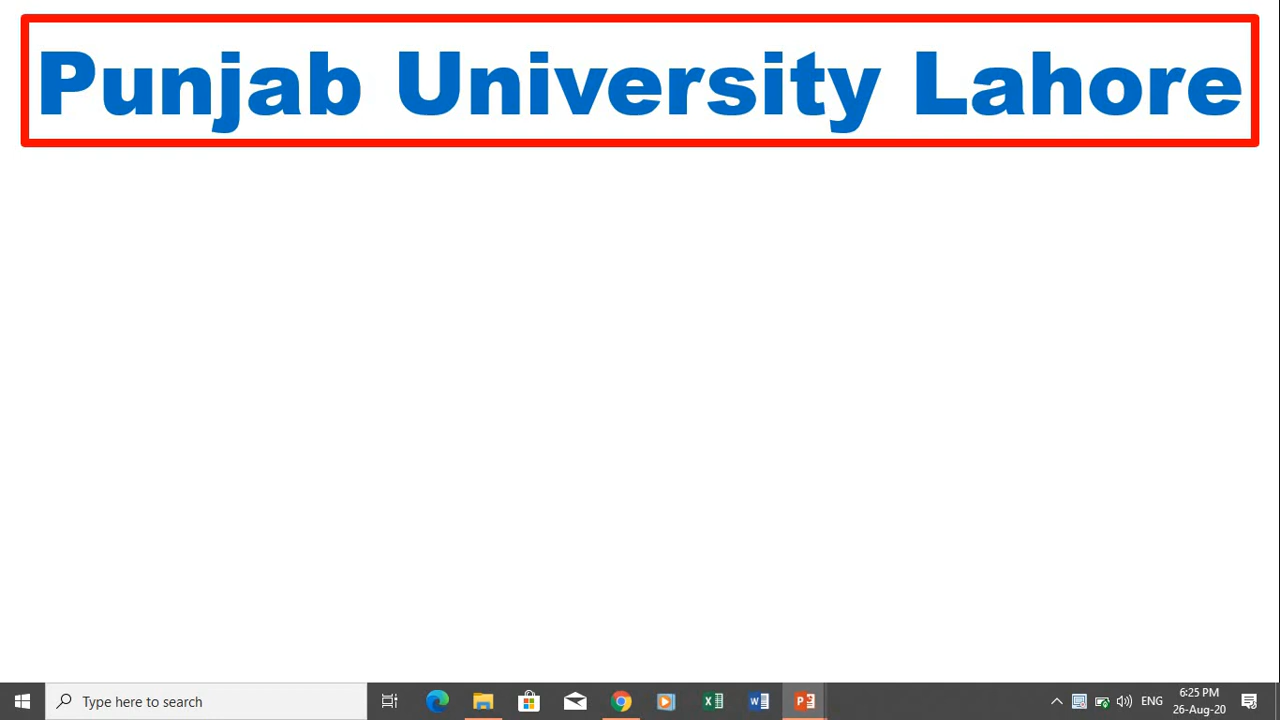 Punjab University Lahore
Type here to search
ENG
6:25 PM
26-Aug-20